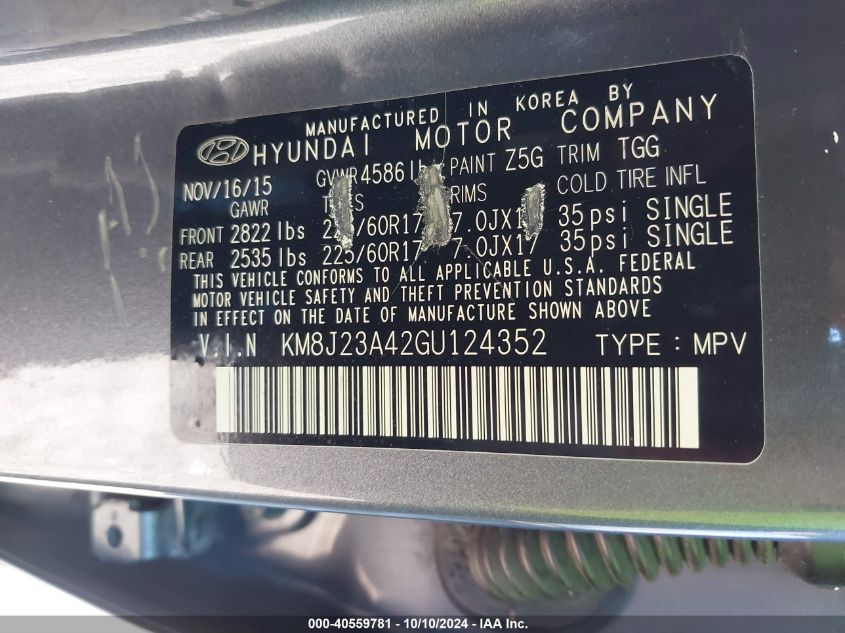 MANUFACTURED IN KOREA BY
HYUNDAI MOTOR COMPANY
NOV/16/15 GVWR 4586 PAINT Z5G TRIM TGG
GAWR COLD TIRE INFL
FRONT 2822 lbs 35psi SINGLE
REAR 2535 lbs 225/60R17 7.0JX17 35psi SINGLE
THIS VEHICLE CONFORMS TO ALL APPLICABLE U.S.A. FEDERAL
MOTOR VEHICLE SAFETY AND THEFT PREVENTION STANDARDS
IN EFFECT ON THE DATE OF MANUFACTURE SHOWN ABOVE
V.I.N KM8J23A42GU124352 TYPE : MPV
000-40559781 - 10/10/2024 - IAA Inc.